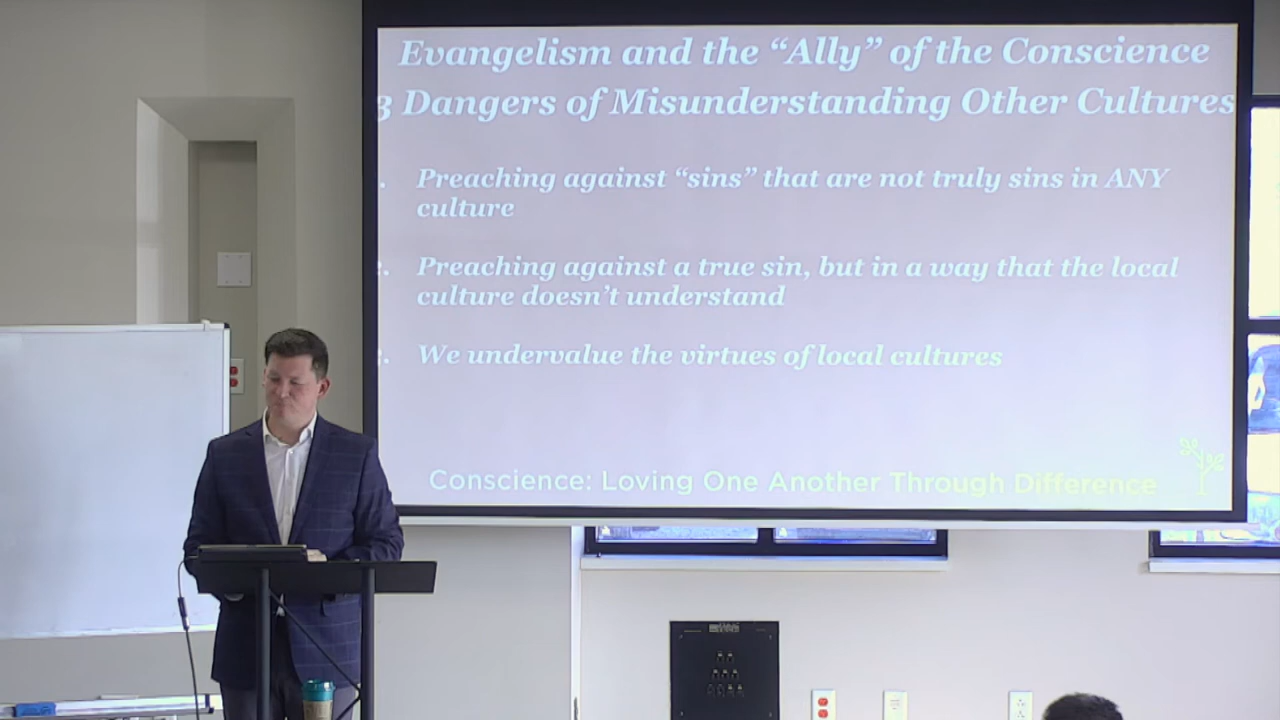 Evangelism and the “Ally” of the Conscience
3 Dangers of Misunderstanding Other Cultures
Preaching against “sins” that are not truly sins in ANY
culture
Preaching against a true sin, but in a way that the local
culture doesn’t understand
We undervalue the virtues of local cultures
Conscience: Loving One Another Through Difference